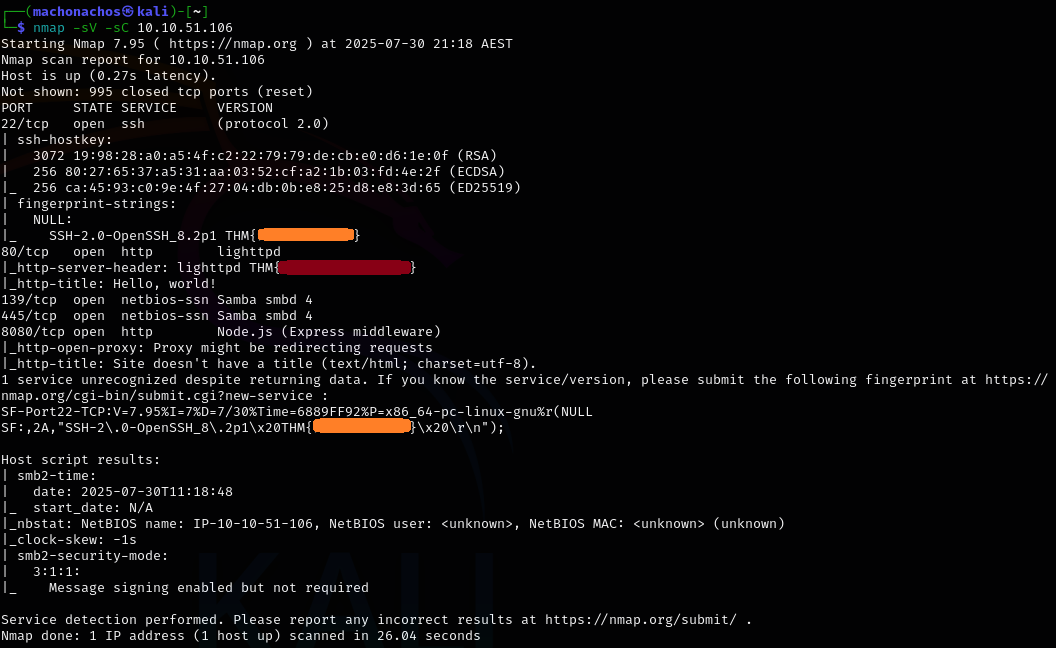 ┌──(machonachos㉿kali)-[~]
└─$ nmap -sV -sC 10.10.51.106
Starting Nmap 7.95 ( https://nmap.org ) at 2025-07-30 21:18 AEST
Nmap scan report for 10.10.51.106
Host is up (0.27s latency).
Not shown: 995 closed tcp ports (reset)
PORT     STATE SERVICE     VERSION
22/tcp   open  ssh         (protocol 2.0)
| ssh-hostkey:
|   3072 19:98:28:a0:a5:4f:c2:22:79:79:de:cb:e0:d6:1e:0f (RSA)
|   256 80:27:65:37:a5:31:aa:03:52:cf:a2:1b:03:fd:4e:2f (ECDSA)
|_  256 ca:45:93:c0:9e:4f:27:04:db:0b:e8:25:d8:e8:3d:65 (ED25519)
| fingerprint-strings:
|   NULL:
|_    SSH-2.0-OpenSSH_8.2p1 THM{}
80/tcp   open  http        lighttpd
|_http-server-header: lighttpd THM{}
|_http-title: Hello, world!
139/tcp  open  netbios-ssn Samba smbd 4
445/tcp  open  netbios-ssn Samba smbd 4
8080/tcp open  http        Node.js (Express middleware)
|_http-open-proxy: Proxy might be redirecting requests
|_http-title: Site doesn't have a title (text/html; charset=utf-8).
1 service unrecognized despite returning data. If you know the service/version, please submit the following fingerprint at https://
nmap.org/cgi-bin/submit.cgi?new-service :
SF-Port22-TCP:V=7.95%I=7%D=7/30%Time=6889FF92%P=x86_64-pc-linux-gnu%r(NULL
SF:,2A,"SSH-2\.0-OpenSSH_8\.2p1\x20THM{}\x20\r\n");

Host script results:
| smb2-time:
|   date: 2025-07-30T11:18:48
|_  start_date: N/A
|_nbstat: NetBIOS name: IP-10-10-51-106, NetBIOS user: <unknown>, NetBIOS MAC: <unknown> (unknown)
|_clock-skew: -1s
| smb2-security-mode:
|   3:1:1:
|_    Message signing enabled but not required

Service detection performed. Please report any incorrect results at https://nmap.org/submit/ .
Nmap done: 1 IP address (1 host up) scanned in 26.04 seconds
KALI